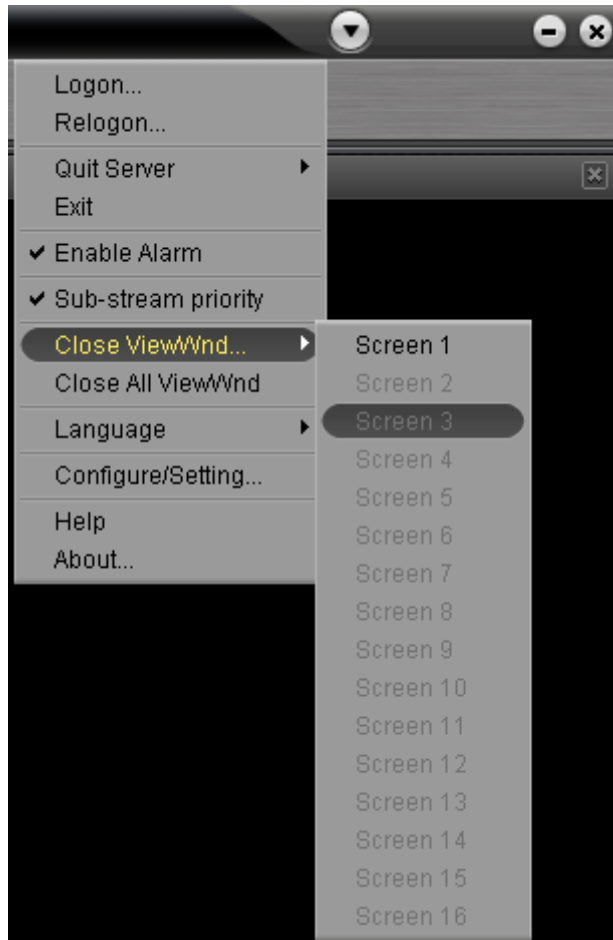 Logon...
Relogon...
Quit Server
Exit
Enable Alarm
Sub-stream priority
Close ViewWnd...
Close All ViewWnd
Language
Configure/Setting...
Help
About...
Screen 1
Screen 2
Screen 3
Screen 4
Screen 5
Screen 6
Screen 7
Screen 8
Screen 9
Screen 10
Screen 11
Screen 12
Screen 13
Screen 14
Screen 15
Screen 16